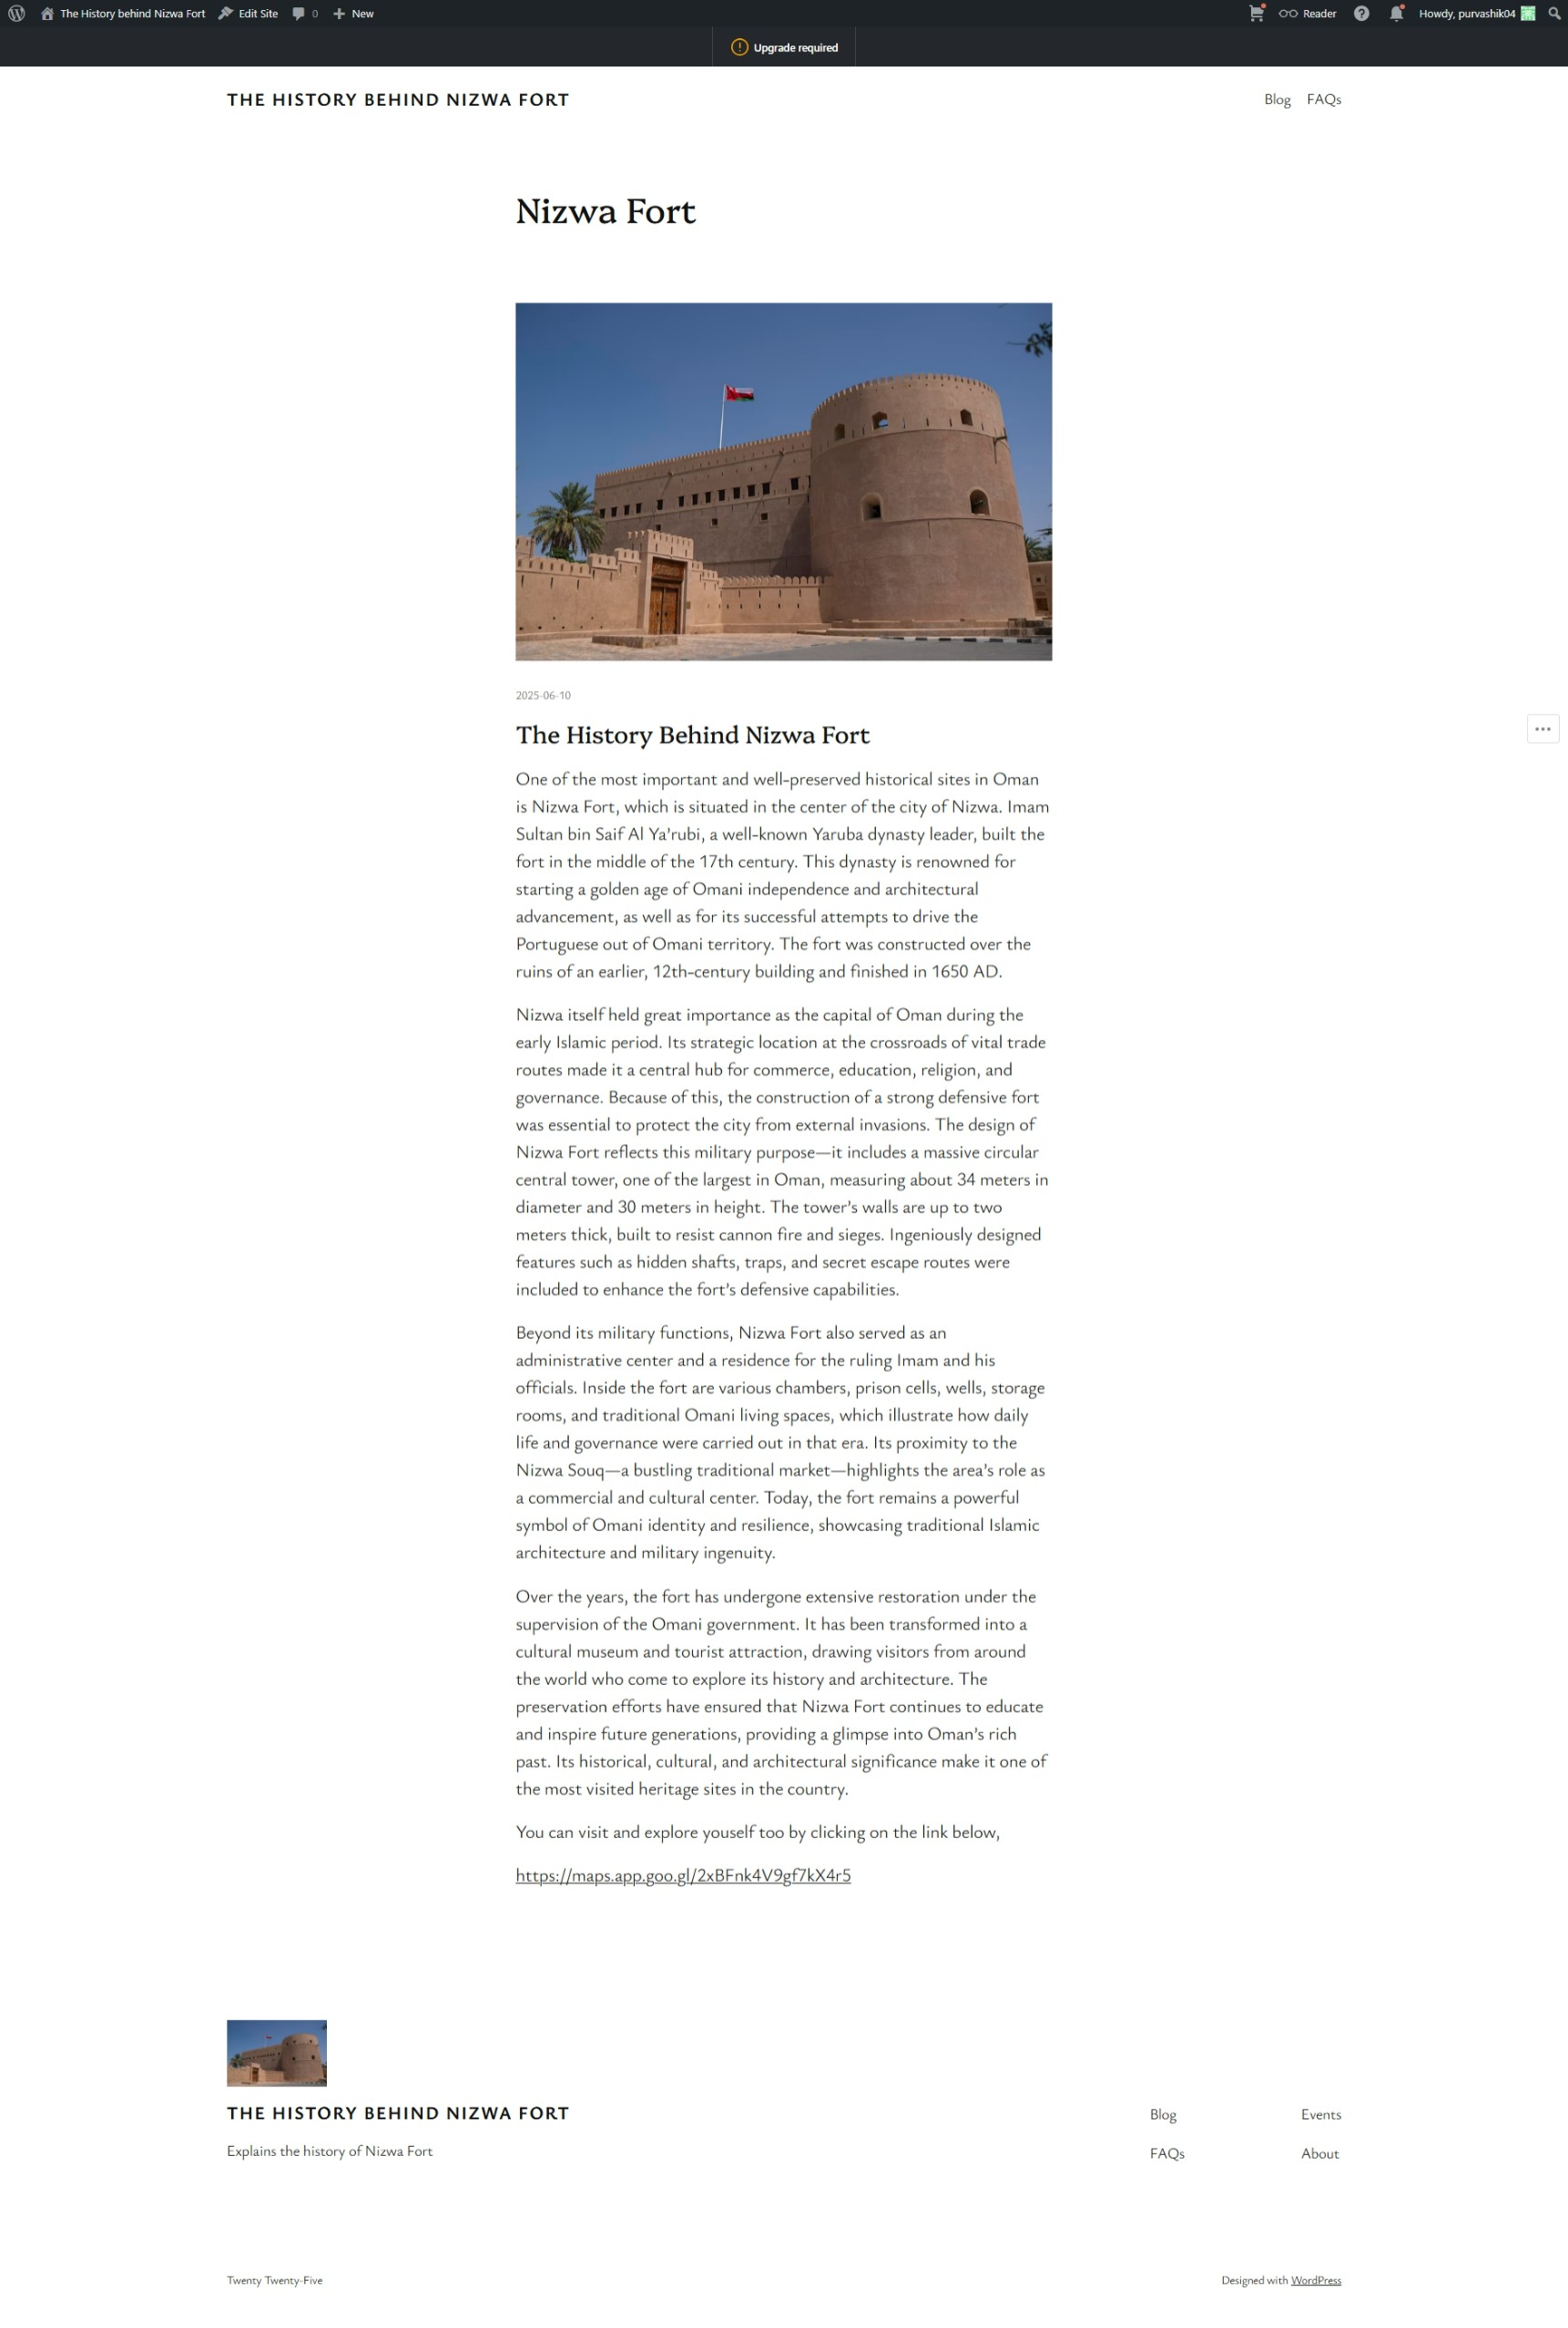 The History behind Nizwa Fort Edit Site 0 New Reader Howdy, purvashik04
Upgrade required
THE HISTORY BEHIND NIZWA FORT Blog FAQs
Nizwa Fort
2025-06-10
The History Behind Nizwa Fort
One of the most important and well-preserved historical sites in Oman
is Nizwa Fort, which is situated in the center of the city of Nizwa. Imam
Sultan bin Saif Al Ya’rubi, a well-known Yaruba dynasty leader, built the
fort in the middle of the 17th century. This dynasty is renowned for
starting a golden age of Omani independence and architectural
advancement, as well as for its successful attempts to drive the
Portuguese out of Omani territory. The fort was constructed over the
ruins of an earlier, 12th-century building and finished in 1650 AD.
Nizwa itself held great importance as the capital of Oman during the
early Islamic period. Its strategic location at the crossroads of vital trade
routes made it a central hub for commerce, education, religion, and
governance. Because of this, the construction of a strong defensive fort
was essential to protect the city from external invasions. The design of
Nizwa Fort reflects this military purpose—it includes a massive circular
central tower, one of the largest in Oman, measuring about 34 meters in
diameter and 30 meters in height. The tower’s walls are up to two
meters thick, built to resist cannon fire and sieges. Ingeniously designed
features such as hidden shafts, traps, and secret escape routes were
included to enhance the fort’s defensive capabilities.
Beyond its military functions, Nizwa Fort also served as an
administrative center and a residence for the ruling Imam and his
officials. Inside the fort are various chambers, prison cells, wells, storage
rooms, and traditional Omani living spaces, which illustrate how daily
life and governance were carried out in that era. Its proximity to the
Nizwa Souq—a bustling traditional market—highlights the area’s role as
a commercial and cultural center. Today, the fort remains a powerful
symbol of Omani identity and resilience, showcasing traditional Islamic
architecture and military ingenuity.
Over the years, the fort has undergone extensive restoration under the
supervision of the Omani government. It has been transformed into a
cultural museum and tourist attraction, drawing visitors from around
the world who come to explore its history and architecture. The
preservation efforts have ensured that Nizwa Fort continues to educate
and inspire future generations, providing a glimpse into Oman’s rich
past. Its historical, cultural, and architectural significance make it one of
the most visited heritage sites in the country.
You can visit and explore youself too by clicking on the link below,
https://maps.app.goo.gl/2xBFnk4V9gf7kX4r5
THE HISTORY BEHIND NIZWA FORT
Explains the history of Nizwa Fort
Blog Events
FAQs About
Twenty Twenty-Five Designed with WordPress